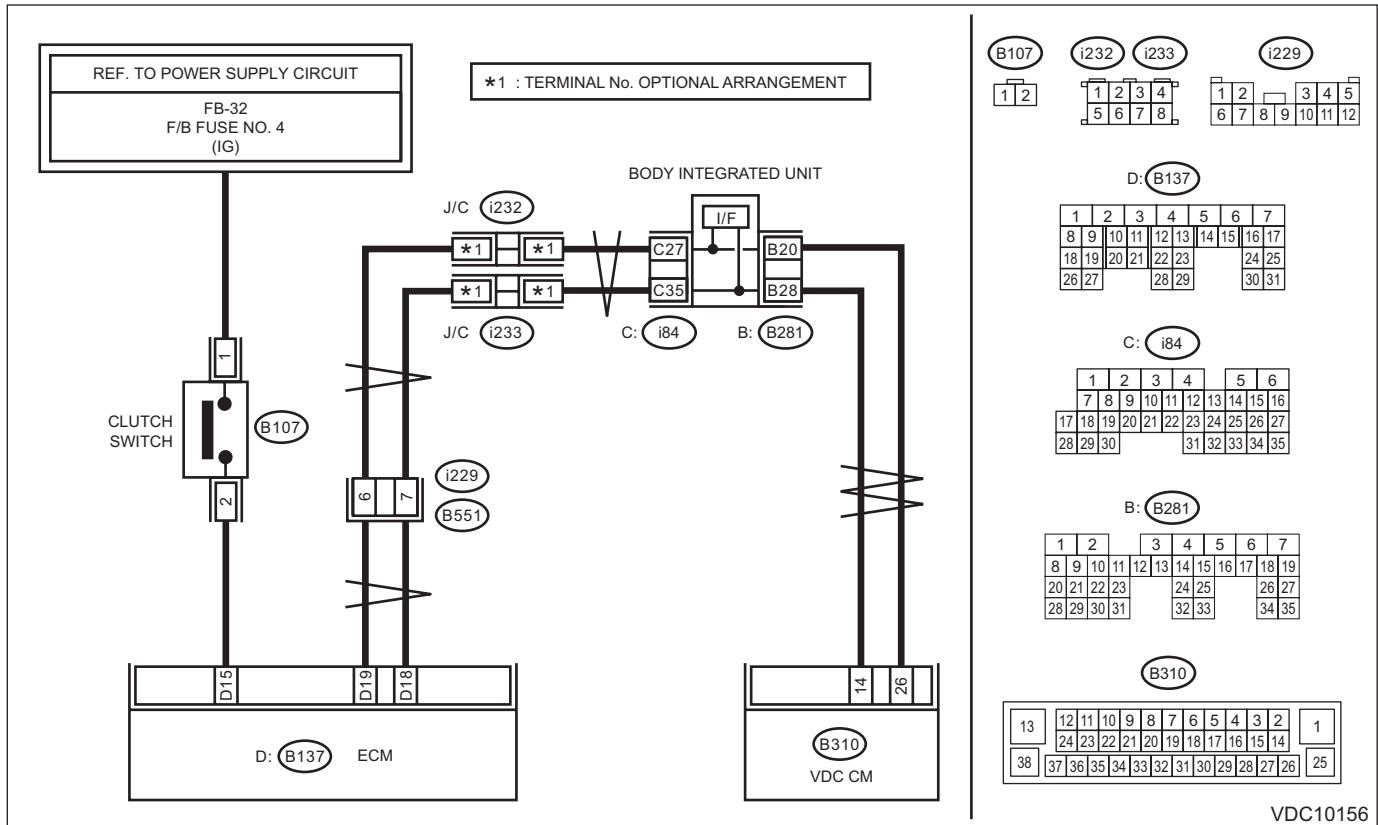 REF. TO POWER SUPPLY CIRCUIT
FB-32
F/B FUSE NO. 4
(IG)
*1 : TERMINAL No. OPTIONAL ARRANGEMENT
BODY INTEGRATED UNIT
J/C i232
I/F
*1 *1 C27 B20
*1 *1 C35 B28
J/C i233 C: i84 B: B281
1
CLUTCH
SWITCH
B107
2
i229
6 7
B551
D15 D19 D18
D: B137 ECM
14 26
B310
VDC CM
B107 i232 i233 i229
1 2
1 2 3 4
5 6 7 8
1 2 3 4 5
6 7 8 9 10 11 12
D: B137
1 2 3 4 5 6 7
8 9 10 11 12 13 14 15 16 17
18 19 20 21 22 23 24 25
26 27 28 29 30 31
C: i84
1 2 3 4 5 6
7 8 9 10 11 12 13 14 15 16
17 18 19 20 21 22 23 24 25 26 27
28 29 30 31 32 33 34 35
B: B281
1 2 3 4 5 6 7
8 9 10 11 12 13 14 15 16 17 18 19
20 21 22 23 24 25 26 27
28 29 30 31 32 33 34 35
B310
13 12 11 10 9 8 7 6 5 4 3 2 1
24 23 22 21 20 19 18 17 16 15 14
38 37 36 35 34 33 32 31 30 29 28 27 26 25
VDC10156